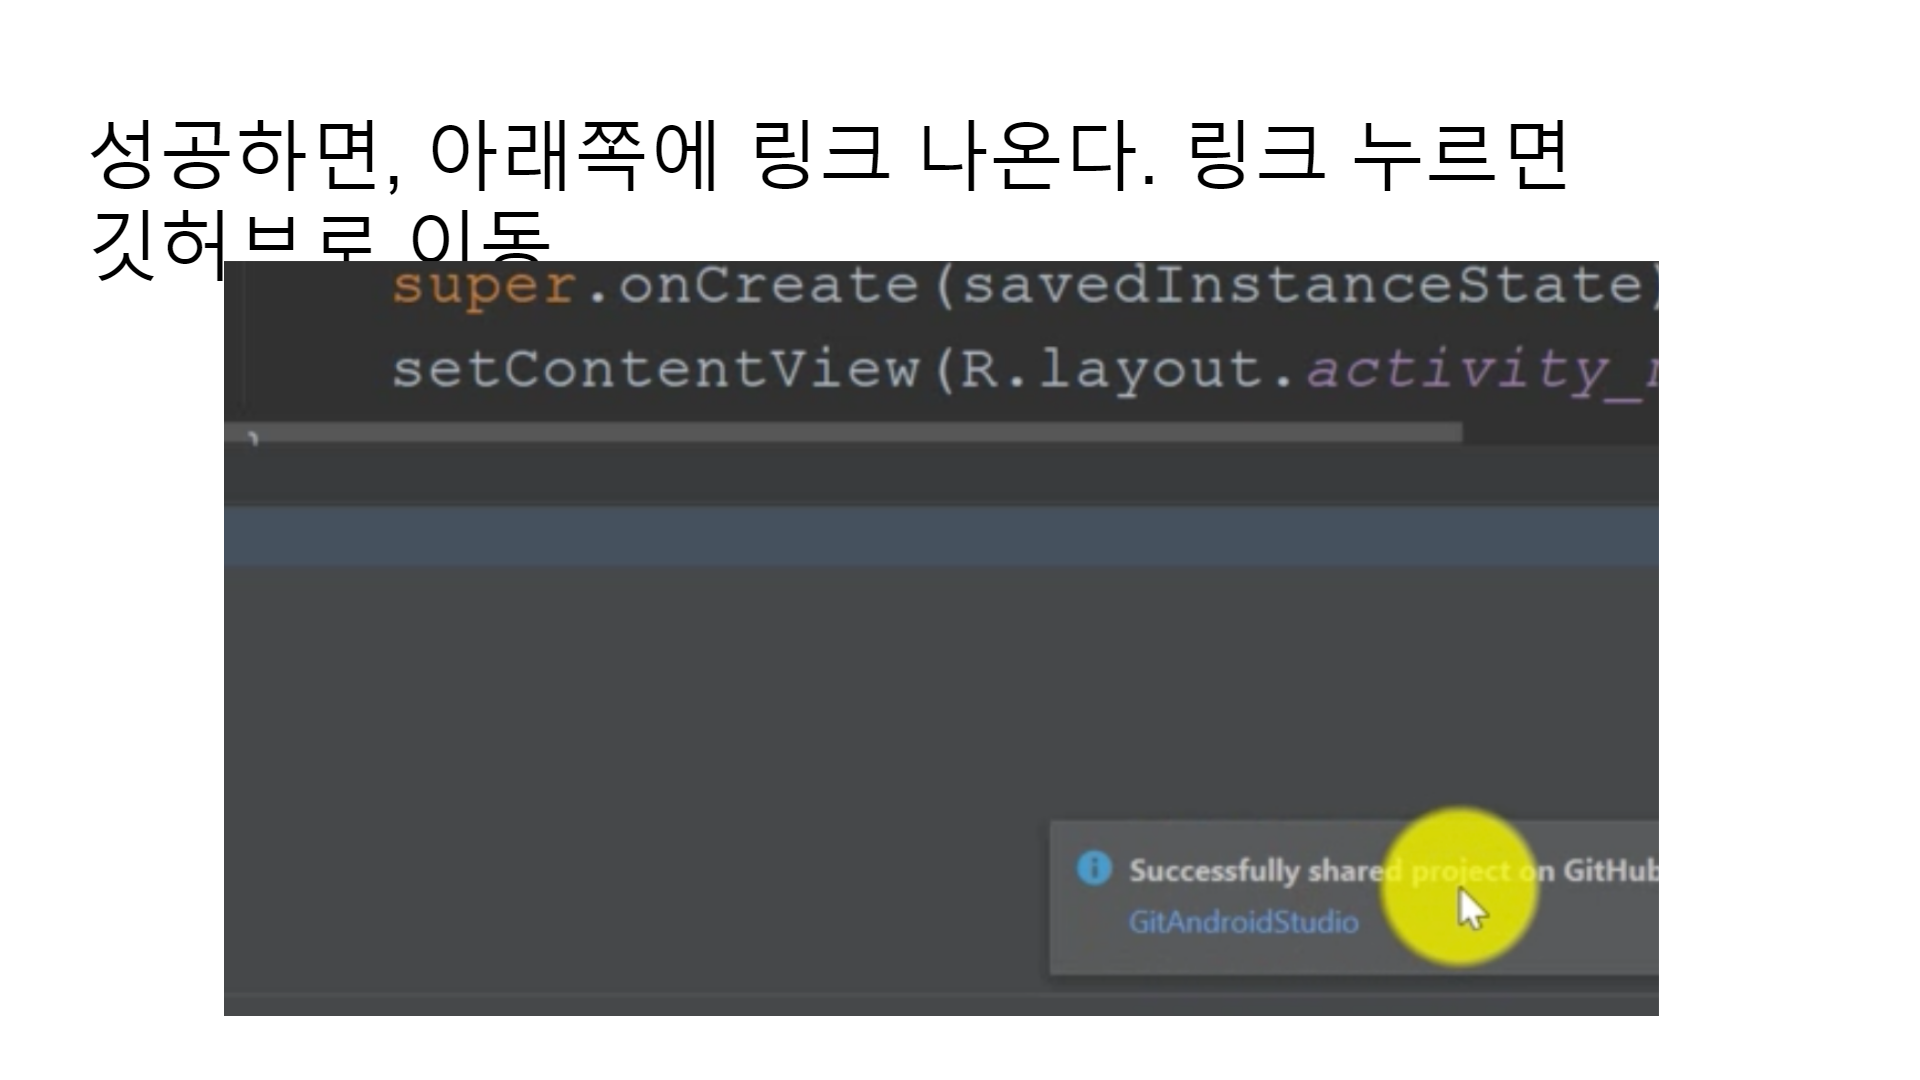 성공하면, 아래쪽에 링크 나온다. 링크 누르면
깃허브로 이동
super.onCreate(savedInstanceState)
setContentView(R.layout.activity_
Successfully shared project on GitHub
GitAndroidStudio